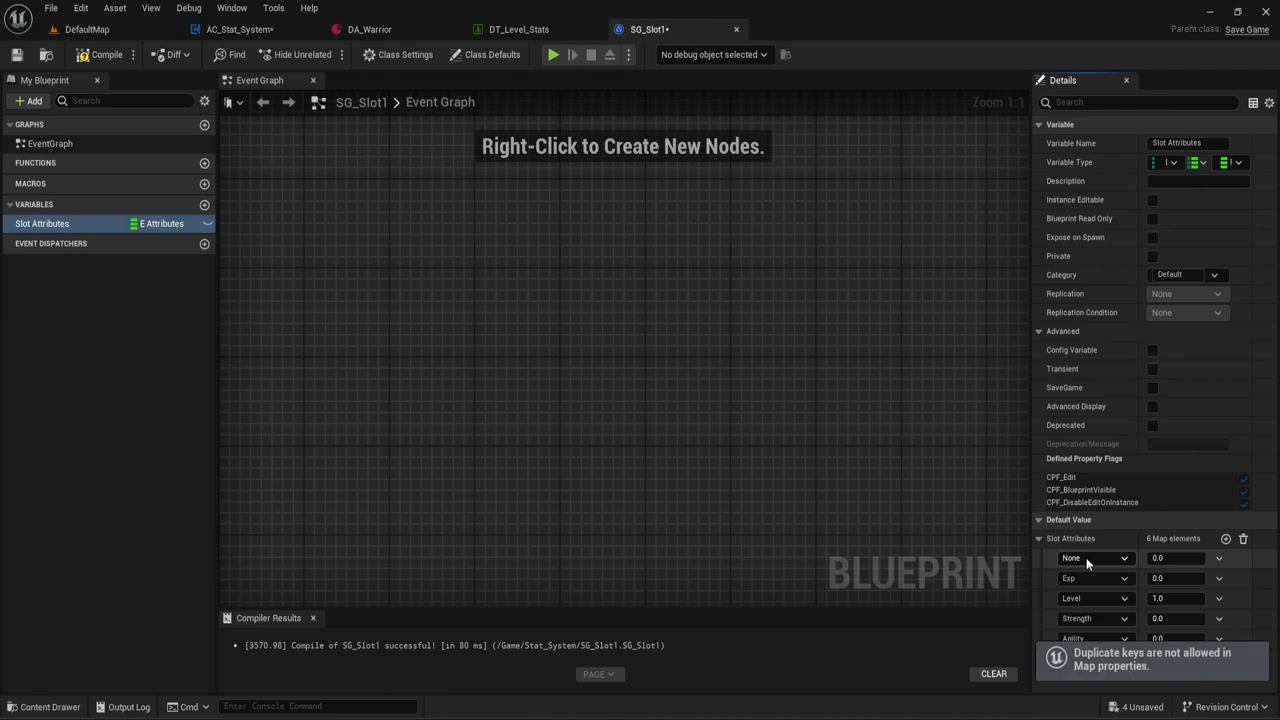 File Edit Asset View Debug Window Tools Help
DefaultMap AC_Stat_System* DA_Warrior DT_Level_Stats SG_Slot1* Parent class: Save Game
Compile Diff Find Hide Unrelated Class Settings Class Defaults No debug object selected
My Blueprint Event Graph Details
Add Search SG_Slot1 > Event Graph Zoom 1:1 Search
GRAPHS
EventGraph
FUNCTIONS
MACROS
VARIABLES
Slot Attributes E Attributes
EVENT DISPATCHERS
Right-Click to Create New Nodes.
BLUEPRINT
Variable
Variable Name Slot Attributes
Variable Type
Description
Instance Editable
Blueprint Read Only
Expose on Spawn
Private
Category Default
Replication None
Replication Condition None
Advanced
Config Variable
Transient
SaveGame
Advanced Display
Deprecated
Deprecation Message
Defined Property Flags
CPF_Edit
CPF_BlueprintVisible
CPF_DisableEditOnInstance
Default Value
Slot Attributes 6 Map elements
None 0.0
Exp 0.0
Level 1.0
Strength 0.0
Agility 0.0
Duplicate keys are not allowed in
Map properties.
Compiler Results
[3570.98] Compile of SG_Slot1 successful! [in 80 ms] (/Game/Stat_System/SG_Slot1.SG_Slot1)
PAGE CLEAR
Content Drawer Output Log Cmd Enter Console Command 4 Unsaved Revision Control